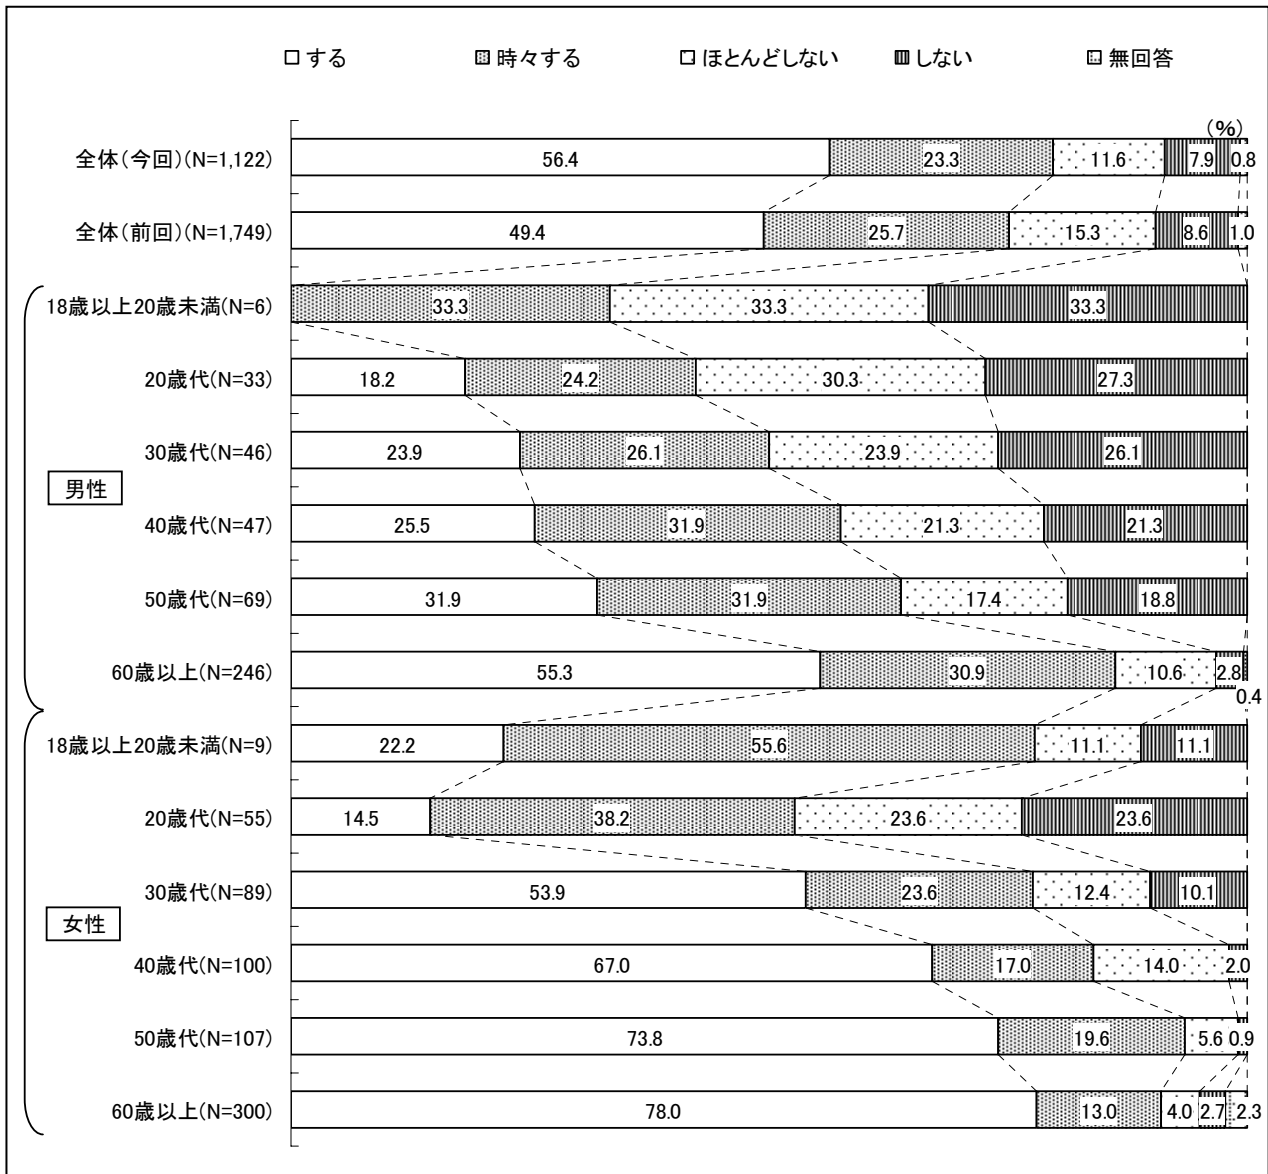 する 時々する ほとんどしない しない 無回答
(%)
全体(今回)(N=1,122) 56.4 23.3 11.6 7.9 0.8
全体(前回)(N=1,749) 49.4 25.7 15.3 8.6 1.0
18歳以上20歳未満(N=6) 33.3 33.3 33.3
20歳代(N=33) 18.2 24.2 30.3 27.3
30歳代(N=46) 23.9 26.1 23.9 26.1
男性
40歳代(N=47) 25.5 31.9 21.3 21.3
50歳代(N=69) 31.9 31.9 17.4 18.8
60歳以上(N=246) 55.3 30.9 10.6 2.8
0.4
18歳以上20歳未満(N=9) 22.2 55.6 11.1 11.1
20歳代(N=55) 14.5 38.2 23.6 23.6
30歳代(N=89) 53.9 23.6 12.4 10.1
女性
40歳代(N=100) 67.0 17.0 14.0 2.0
50歳代(N=107) 73.8 19.6 5.6 0.9
60歳以上(N=300) 78.0 13.0 4.0 2.7 2.3